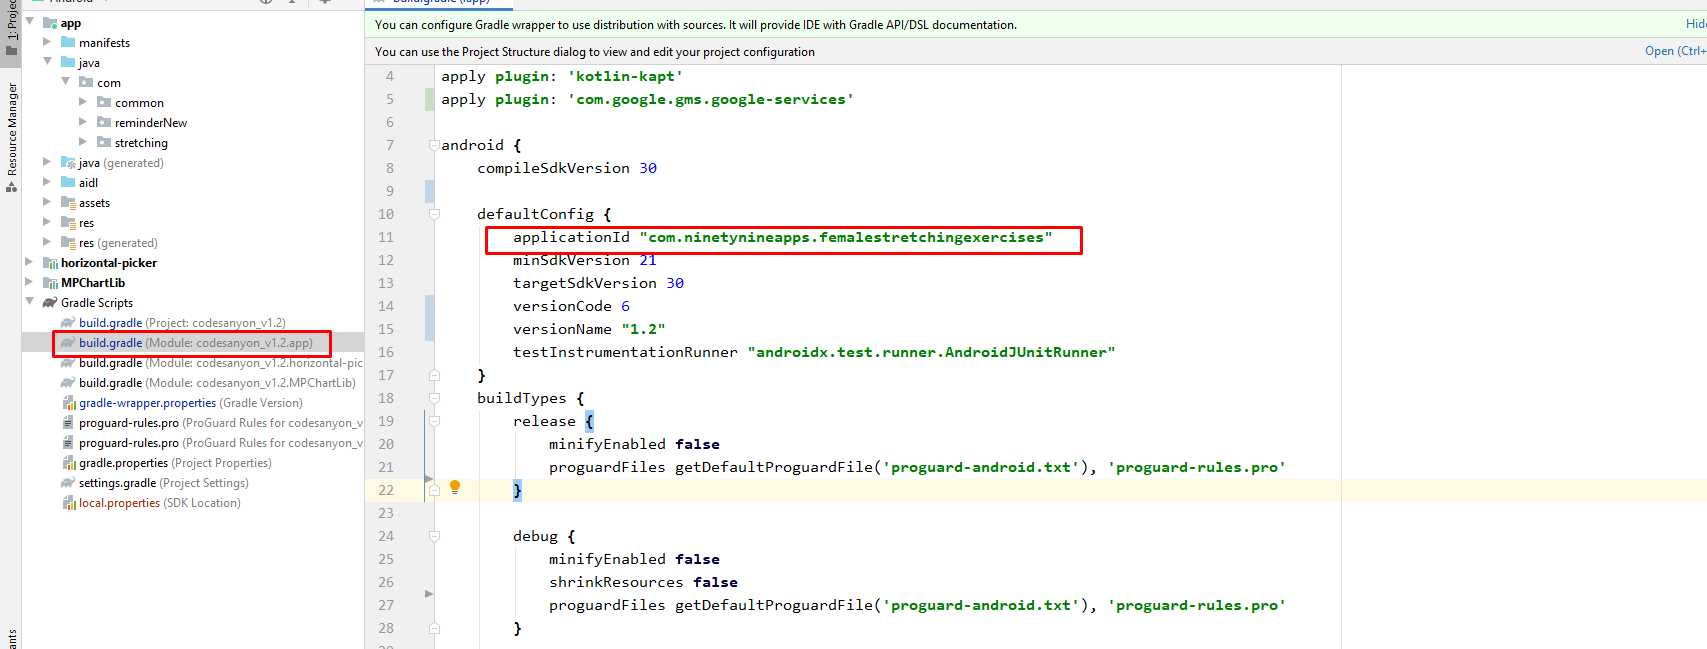 1: Projec
Resource Manager
app
manifests
java
com
common
reminderNew
stretching
java (generated)
aidl
assets
res
res (generated)
horizontal-picker
MPChartLib
Gradle Scripts
build.gradle (Project: codesanyon_v1.2)
build.gradle (Module: codesanyon_v1.2.app)
build.gradle (Module: codesanyon_v1.2.horizontal-pic
build.gradle (Module: codesanyon_v1.2.MPChartLib)
gradle-wrapper.properties (Gradle Version)
proguard-rules.pro (ProGuard Rules for codesanyon_v
proguard-rules.pro (ProGuard Rules for codesanyon_v
gradle.properties (Project Properties)
settings.gradle (Project Settings)
local.properties (SDK Location)
You can configure Gradle wrapper to use distribution with sources. It will provide IDE with Gradle API/DSL documentation. Hid
You can use the Project Structure dialog to view and edit your project configuration Open (Ctrl+
4 apply plugin: 'kotlin-kapt'
5 apply plugin: 'com.google.gms.google-services'
6
7 android {
8 compileSdkVersion 30
9
10 defaultConfig {
11 applicationId "com.ninetynineapps.femalestretchingexercises"
12 minSdkVersion 21
13 targetSdkVersion 30
14 versionCode 6
15 versionName "1.2"
16 testInstrumentationRunner "androidx.test.runner.AndroidJUnitRunner"
17 }
18 buildTypes {
19 release {
20 minifyEnabled false
21 proguardFiles getDefaultProguardFile('proguard-android.txt'), 'proguard-rules.pro'
22 }
23
24 debug {
25 minifyEnabled false
26 shrinkResources false
27 proguardFiles getDefaultProguardFile('proguard-android.txt'), 'proguard-rules.pro'
28 }